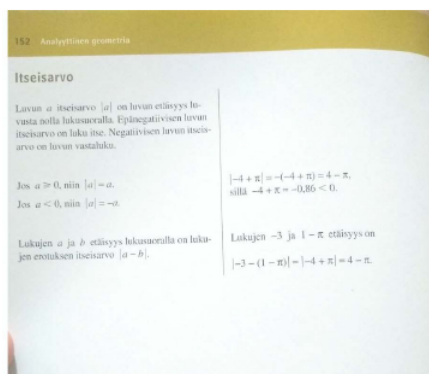 152 Analyyttinen geometria
Itseisarvo
Luvun a itseisarvo |a| on luvun etäisyys lu-
vusta nolla lukusuoralla. Epänegatiivisen luvun
itseisarvo on luku itse. Negatiivisen luvun itseis-
arvo on luvun vastaluku.
Jos a ⩾ 0, niin |a| = a.
Jos a < 0, niin |a| = −a.
Lukujen a ja b etäisyys lukusuoralla on luku-
jen erotuksen itseisarvo |a − b|.
|−4 + π| = −(−4 + π) = 4 − π,
sillä −4 + π ≈ −0,86 < 0.
Lukujen −3 ja 1 − π etäisyys on
|−3 − (1 − π)| = |−4 + π| = 4 − π.